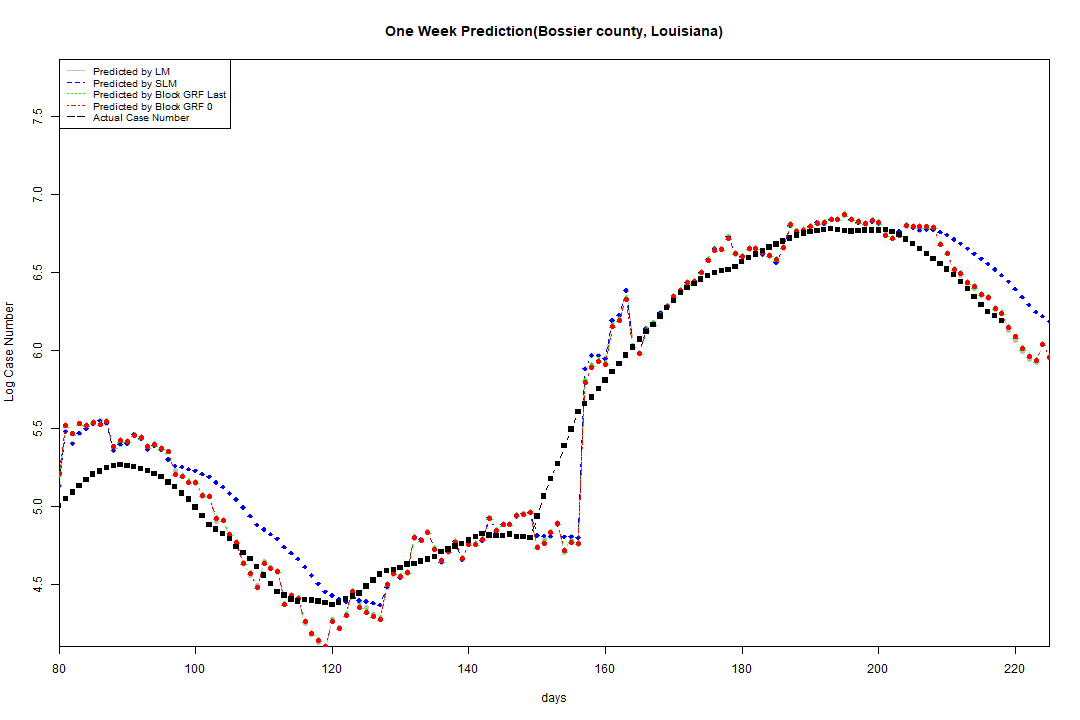 One Week Prediction(Bossier county, Louisiana)
Predicted by LM
Predicted by SLM
Predicted by Block GRF Last
Predicted by Block GRF 0
Actual Case Number
Log Case Number
7.5
7.0
6.5
6.0
5.5
5.0
4.5
80 100 120 140 160 180 200 220
days